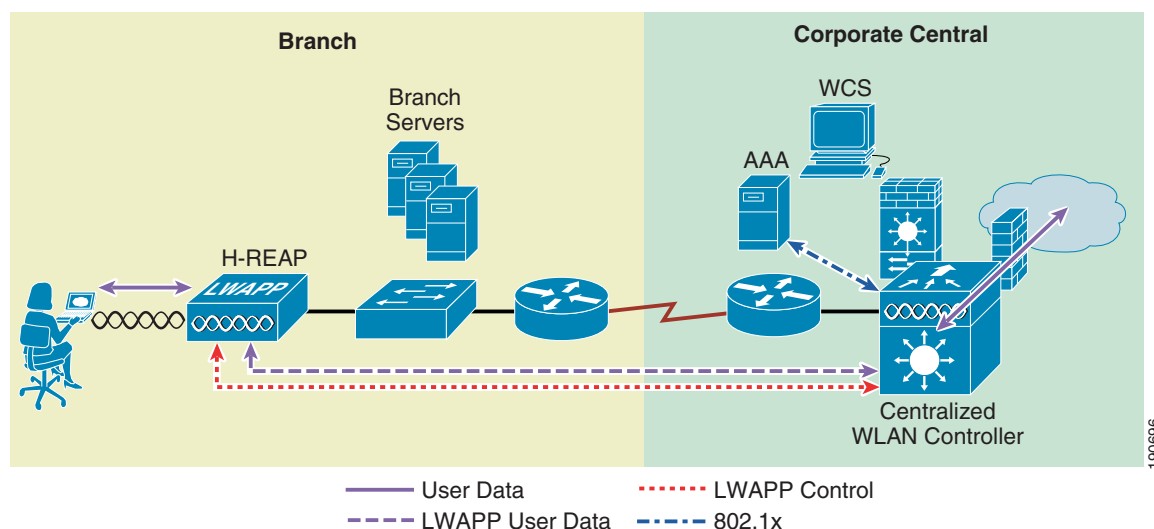 Branch
Corporate Central
WCS
Branch
Servers
AAA
H-REAP
LWAPP
Centralized
WLAN Controller
190696
User Data
LWAPP Control
LWAPP User Data
802.1x